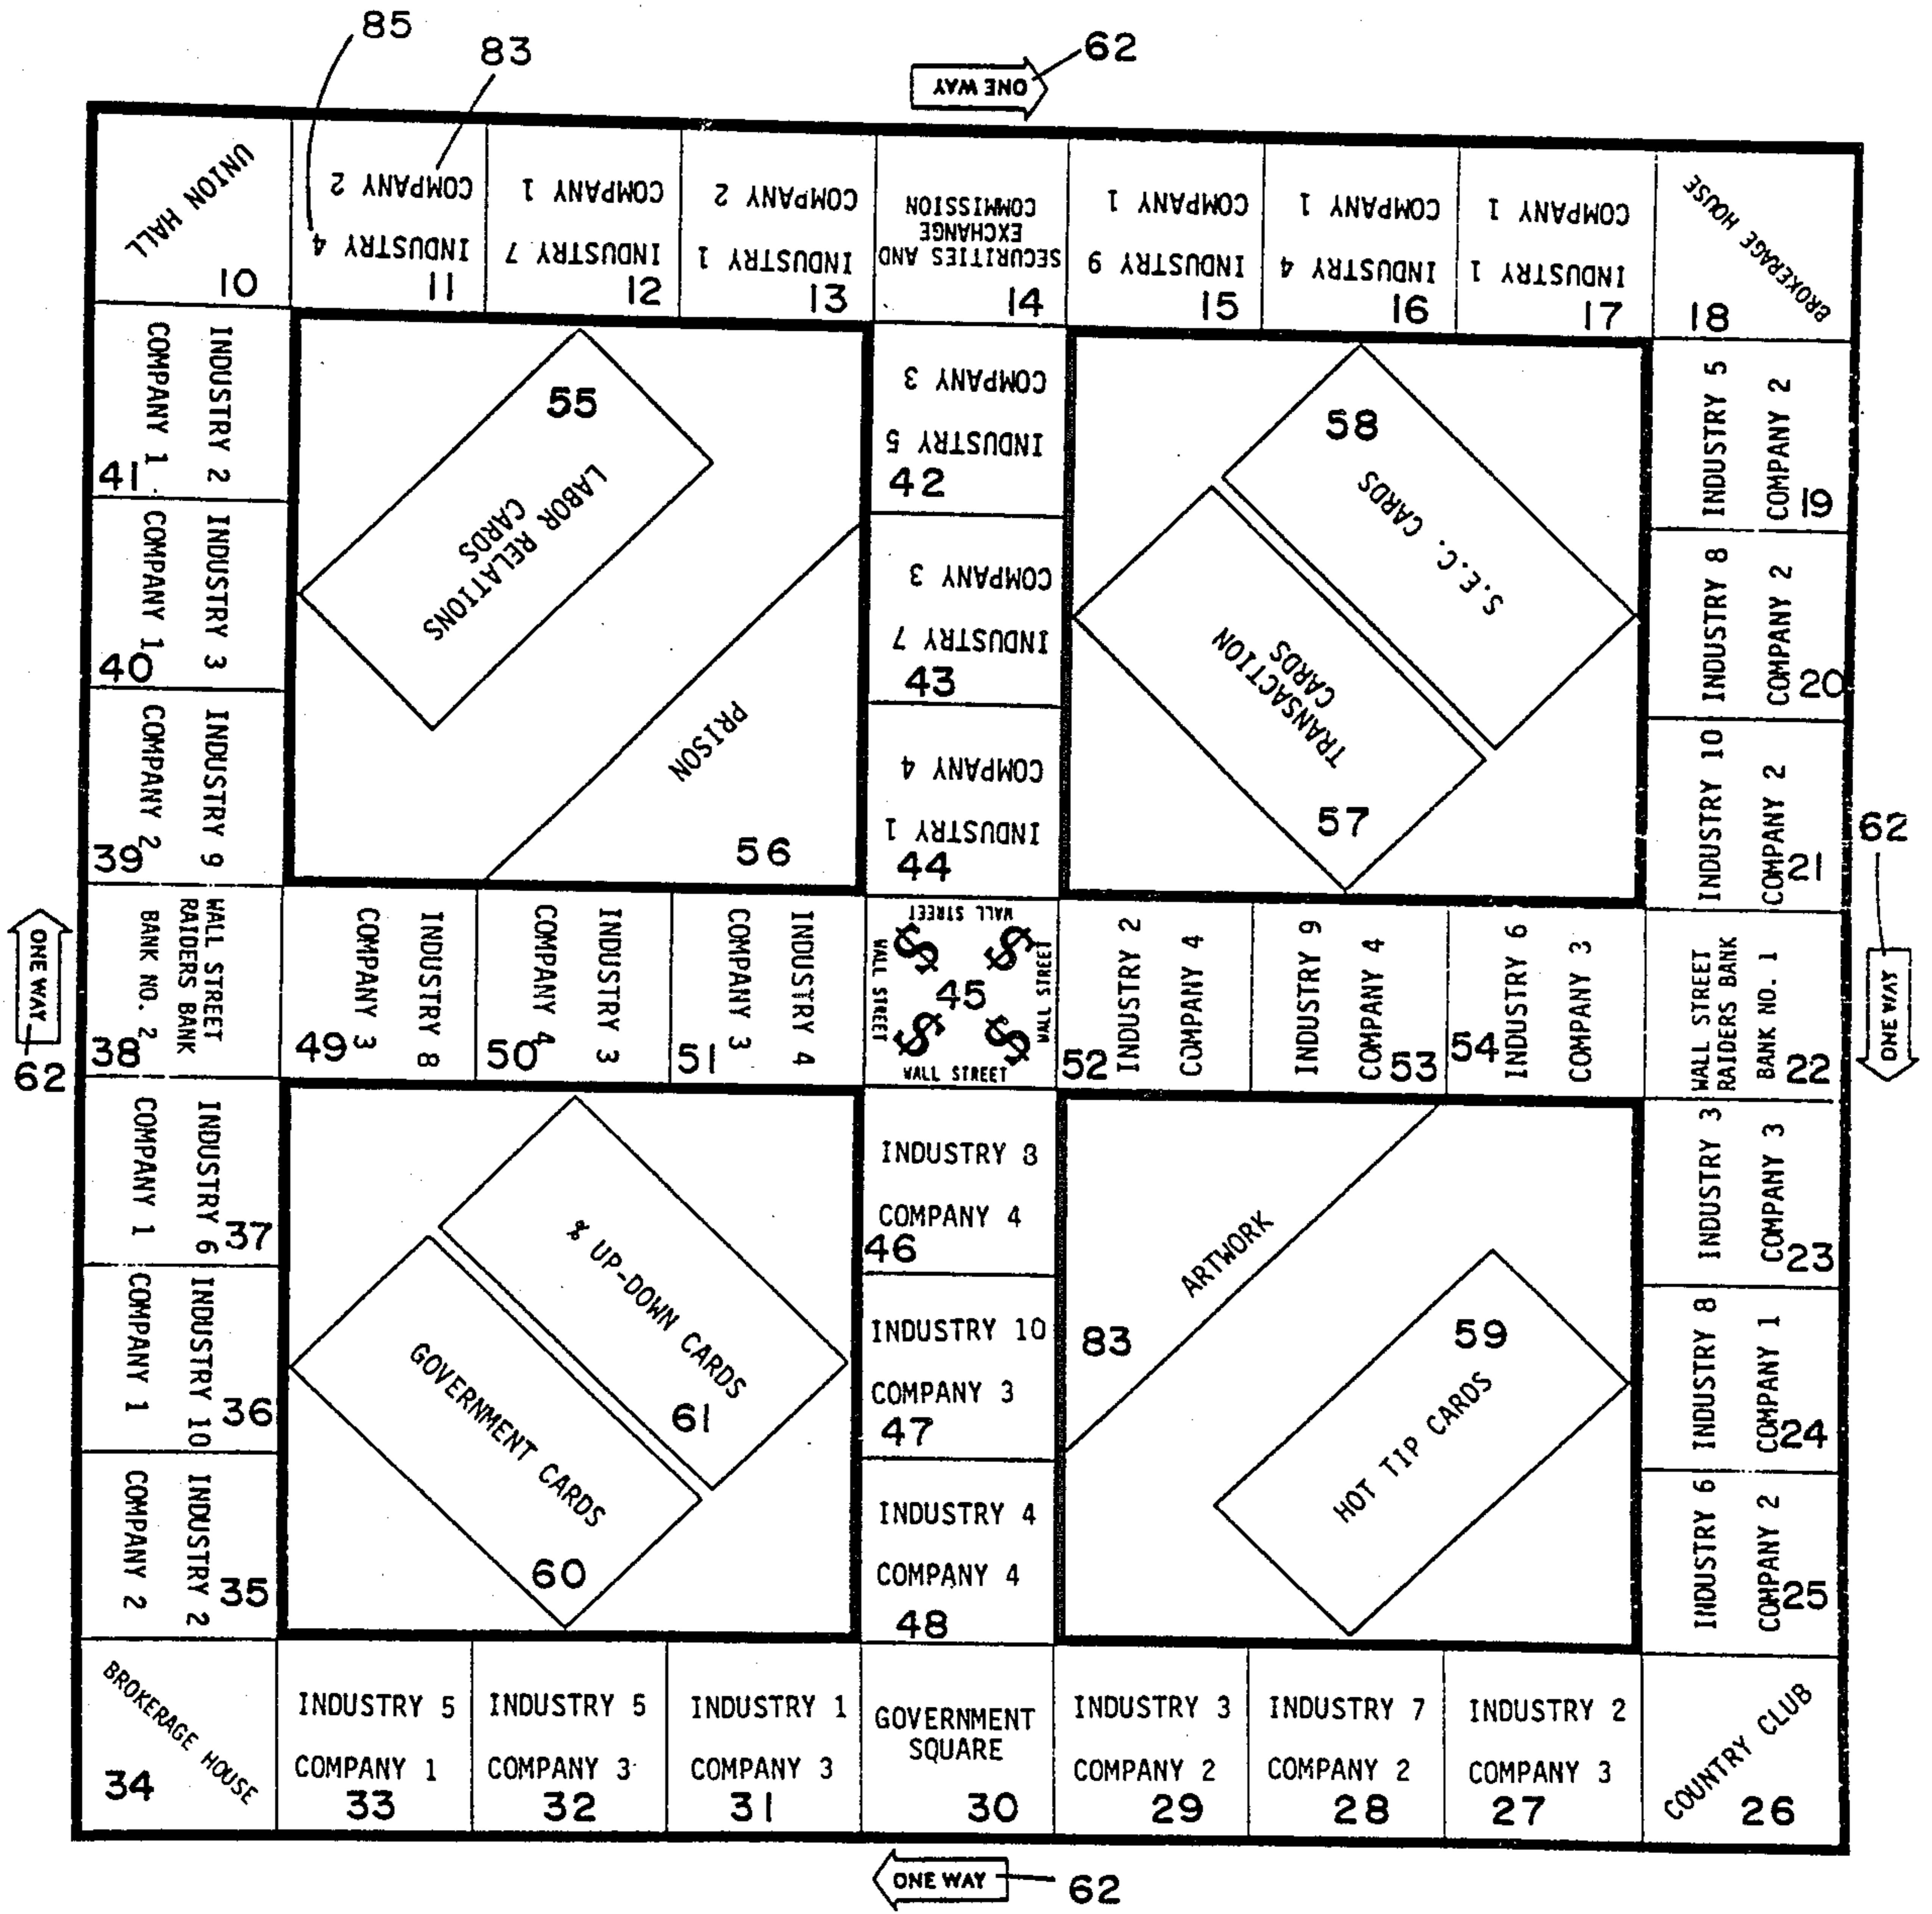 85
83
62
ONE WAY
UNION HALL
10
COMPANY 2
INDUSTRY 4
11
COMPANY 1
INDUSTRY 7
12
COMPANY 2
INDUSTRY 1
13
SECURITIES AND
EXCHANGE
COMMISSION
14
COMPANY 1
INDUSTRY 9
15
COMPANY 1
INDUSTRY 4
16
COMPANY 1
INDUSTRY 1
17
BROKERAGE HOUSE
18
INDUSTRY 2
COMPANY 1
41
INDUSTRY 3
COMPANY 1
40
INDUSTRY 9
COMPANY 2
39
55
LABOR RELATIONS
CARDS
PRISON
56
COMPANY 3
INDUSTRY 5
42
COMPANY 3
INDUSTRY 7
43
COMPANY 4
INDUSTRY 1
44
58
S.E.C. CARDS
TRANSACTION
CARDS
57
INDUSTRY 5
COMPANY 2
19
INDUSTRY 8
COMPANY 2
20
INDUSTRY 10
COMPANY 2
21
62
ONE WAY
ONE WAY
62
WALL STREET
RAIDERS BANK
BANK NO. 2
38
INDUSTRY 8
COMPANY 3
49
INDUSTRY 3
COMPANY 4
50
INDUSTRY 4
COMPANY 3
51
WALL STREET
WALL STREET
$ $
45
$ $
WALL STREET
WALL STREET
INDUSTRY 2
COMPANY 4
52
INDUSTRY 9
COMPANY 4
53
INDUSTRY 6
COMPANY 3
54
WALL STREET
RAIDERS BANK
BANK NO. 1
22
INDUSTRY 6
COMPANY 1
37
INDUSTRY 10
COMPANY 1
36
INDUSTRY 2
COMPANY 2
35
% UP-DOWN CARDS
61
GOVERNMENT CARDS
60
INDUSTRY 8
COMPANY 4
46
INDUSTRY 10
COMPANY 3
47
INDUSTRY 4
COMPANY 4
48
ARTWORK
83
59
HOT TIP CARDS
INDUSTRY 3
COMPANY 3
23
INDUSTRY 8
COMPANY 1
24
INDUSTRY 6
COMPANY 2
25
BROKERAGE HOUSE
34
INDUSTRY 5
COMPANY 1
33
INDUSTRY 5
COMPANY 3
32
INDUSTRY 1
COMPANY 3
31
GOVERNMENT
SQUARE
30
INDUSTRY 3
COMPANY 2
29
INDUSTRY 7
COMPANY 2
28
INDUSTRY 2
COMPANY 3
27
COUNTRY CLUB
26
ONE WAY
62